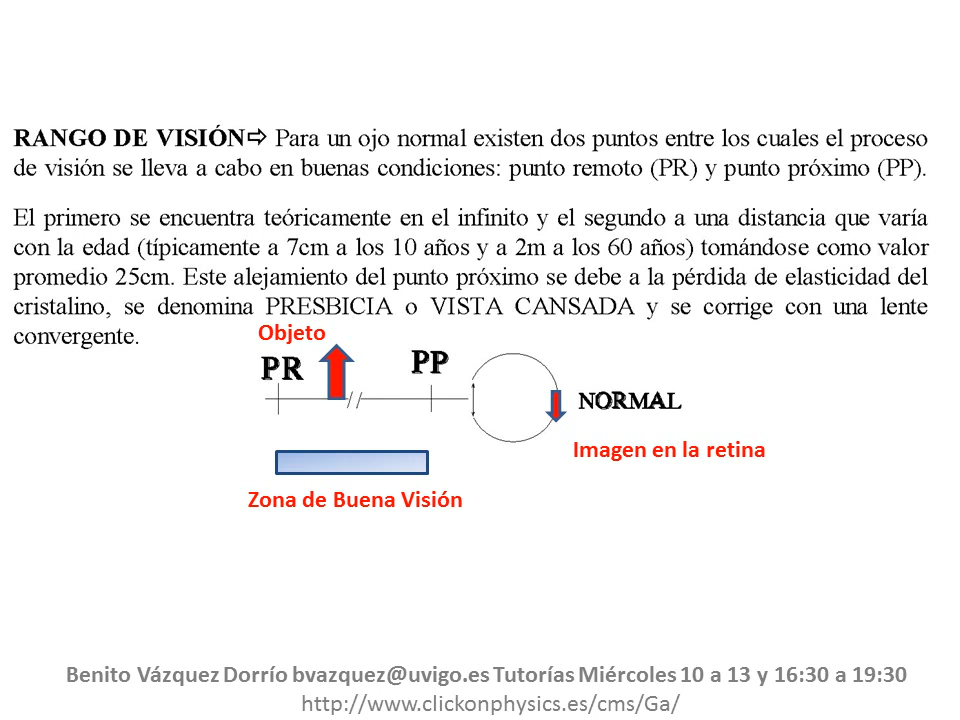 RANGO DE VISIÓN⇨ Para un ojo normal existen dos puntos entre los cuales el proceso
de visión se lleva a cabo en buenas condiciones: punto remoto (PR) y punto próximo (PP).
El primero se encuentra teóricamente en el infinito y el segundo a una distancia que varía
con la edad (típicamente a 7cm a los 10 años y a 2m a los 60 años) tomándose como valor
promedio 25cm. Este alejamiento del punto próximo se debe a la pérdida de elasticidad del
cristalino, se denomina PRESBICIA o VISTA CANSADA y se corrige con una lente
convergente.
Objeto
PR
PP
NORMAL
Imagen en la retina
Zona de Buena Visión
Benito Vázquez Dorrío bvazquez@uvigo.es Tutorías Miércoles 10 a 13 y 16:30 a 19:30
http://www.clickonphysics.es/cms/Ga/